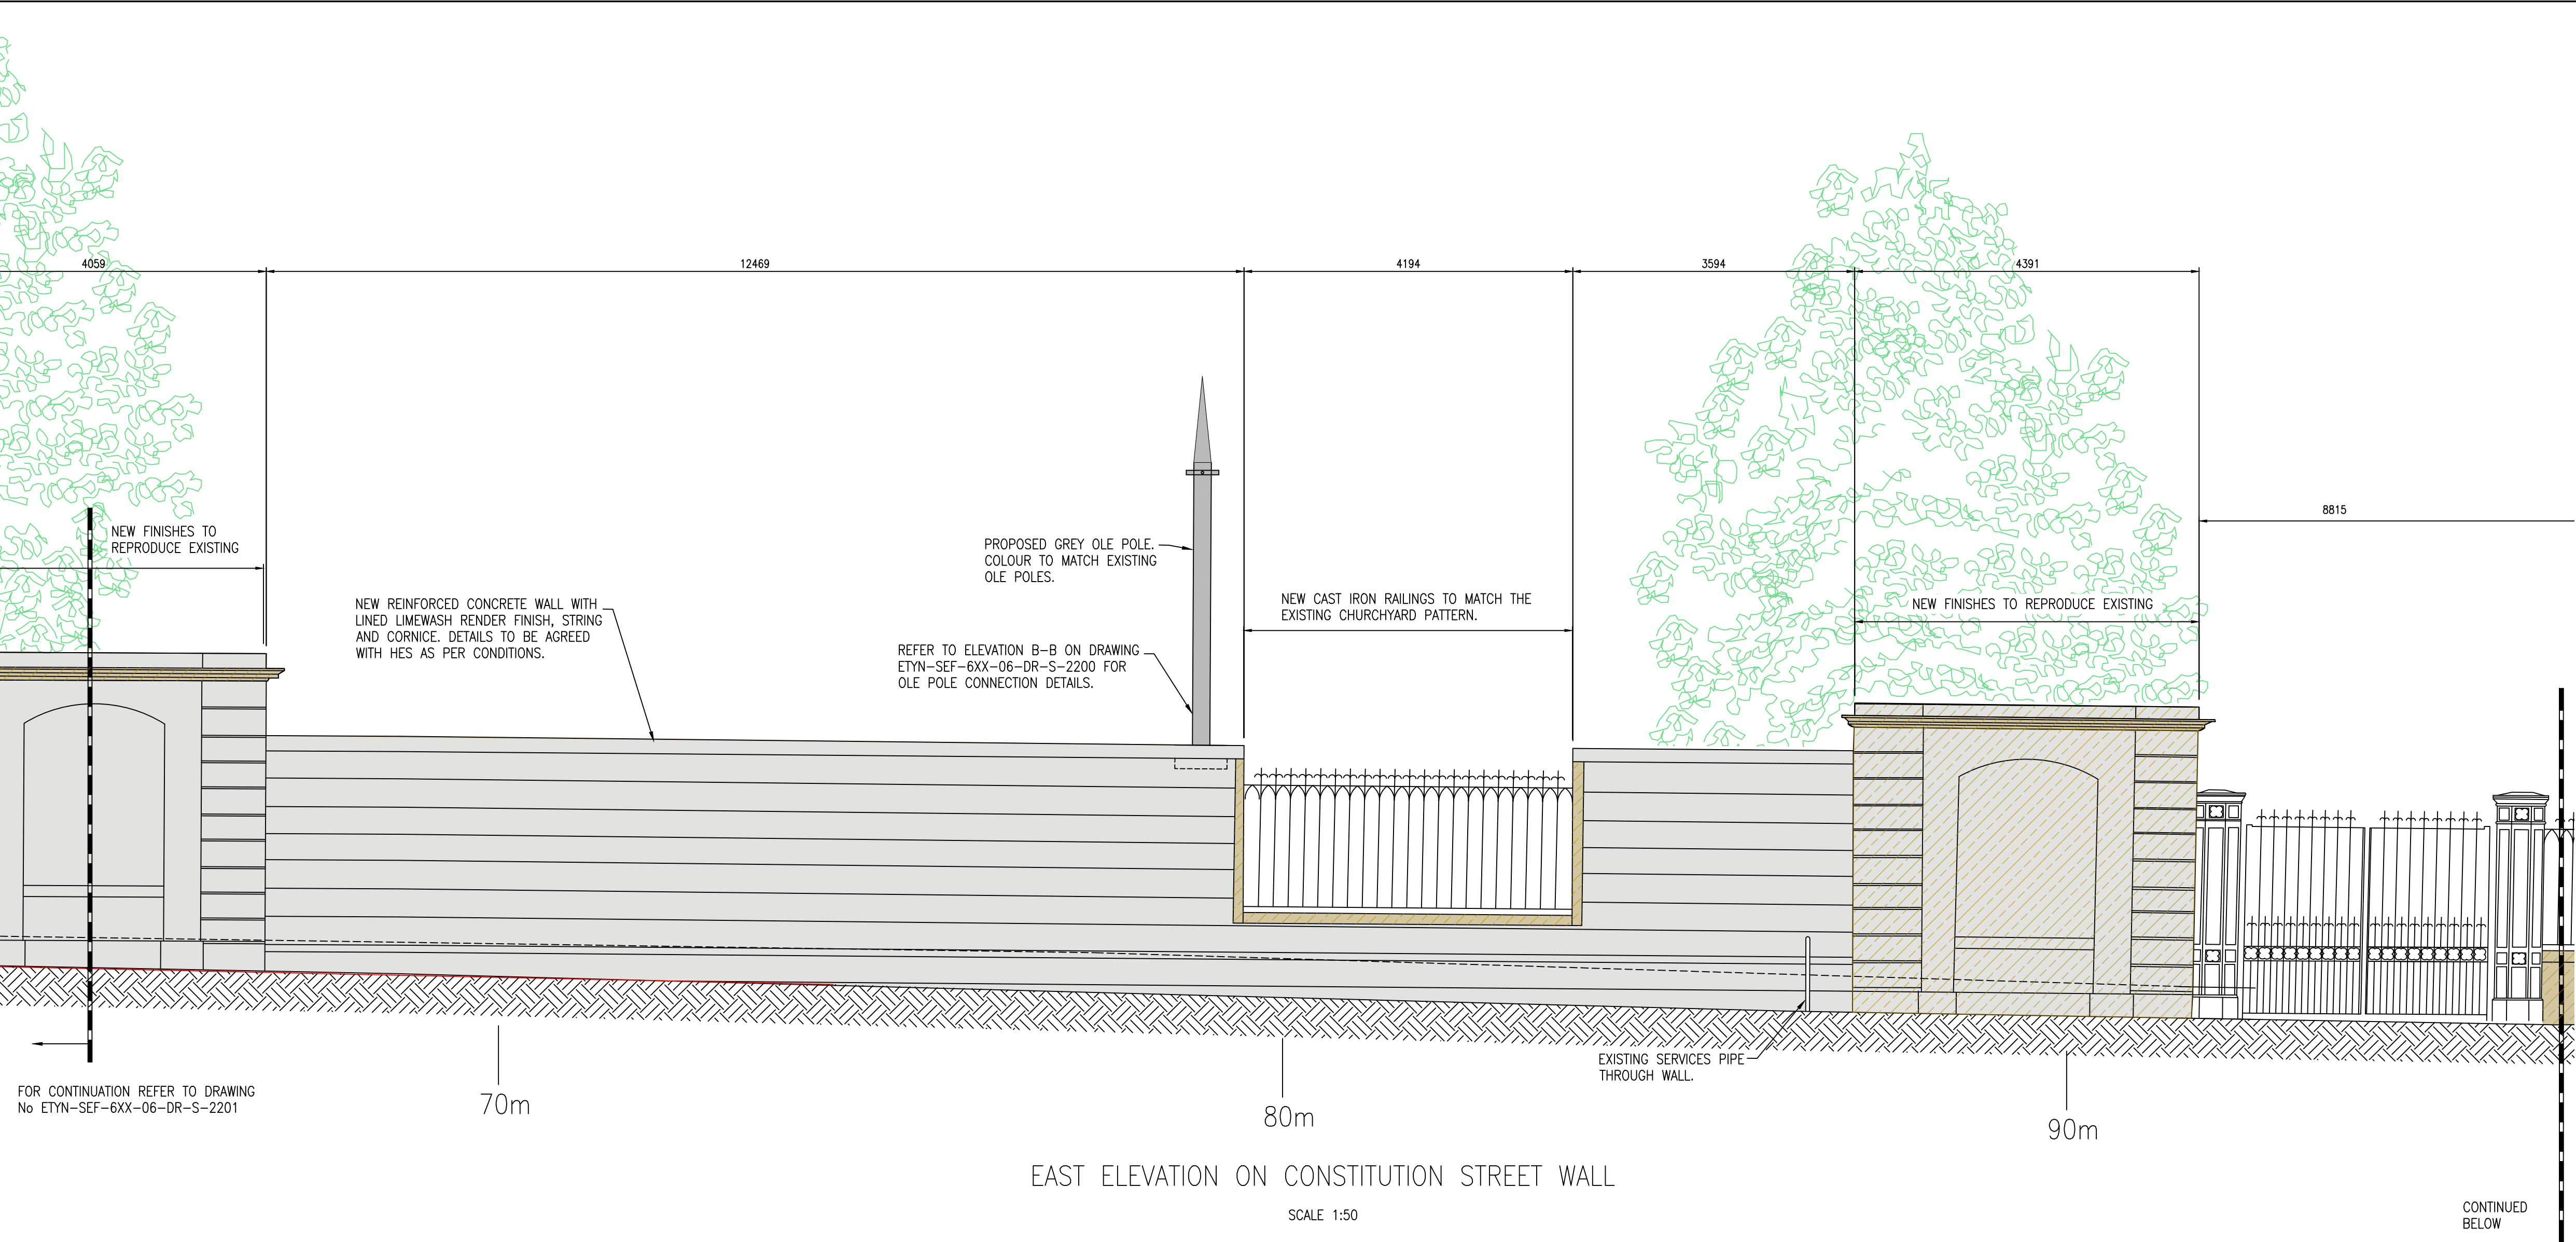 4059
12469
4194
3594
4391
8815
NEW FINISHES TO
REPRODUCE EXISTING
PROPOSED GREY OLE POLE.
COLOUR TO MATCH EXISTING
OLE POLES.
NEW REINFORCED CONCRETE WALL WITH
LINED LIMEWASH RENDER FINISH, STRING
AND CORNICE. DETAILS TO BE AGREED
WITH HES AS PER CONDITIONS.
NEW CAST IRON RAILINGS TO MATCH THE
EXISTING CHURCHYARD PATTERN.
NEW FINISHES TO REPRODUCE EXISTING
REFER TO ELEVATION B-B ON DRAWING
ETYN-SEF-6XX-06-DR-S-2200 FOR
OLE POLE CONNECTION DETAILS.
EXISTING SERVICES PIPE
THROUGH WALL.
FOR CONTINUATION REFER TO DRAWING
No ETYN-SEF-6XX-06-DR-S-2201
70m
80m
90m
EAST ELEVATION ON CONSTITUTION STREET WALL
SCALE 1:50
CONTINUED
BELOW